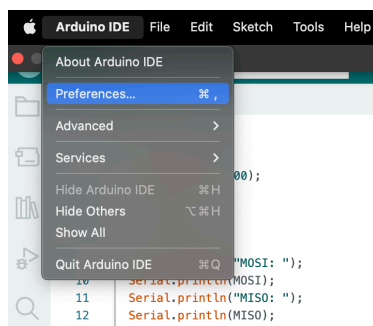 Arduino IDE File Edit Sketch Tools Help
About Arduino IDE
Preferences... ⌘ ,
Advanced >
Services >
00);
Hide Arduino IDE ⌘H
Hide Others ⌥⌘H
Show All
Quit Arduino IDE ⌘Q
"MOSI: ");
10 Serial.println(MOSI);
11 Serial.println("MISO: ");
12 Serial.println(MISO);